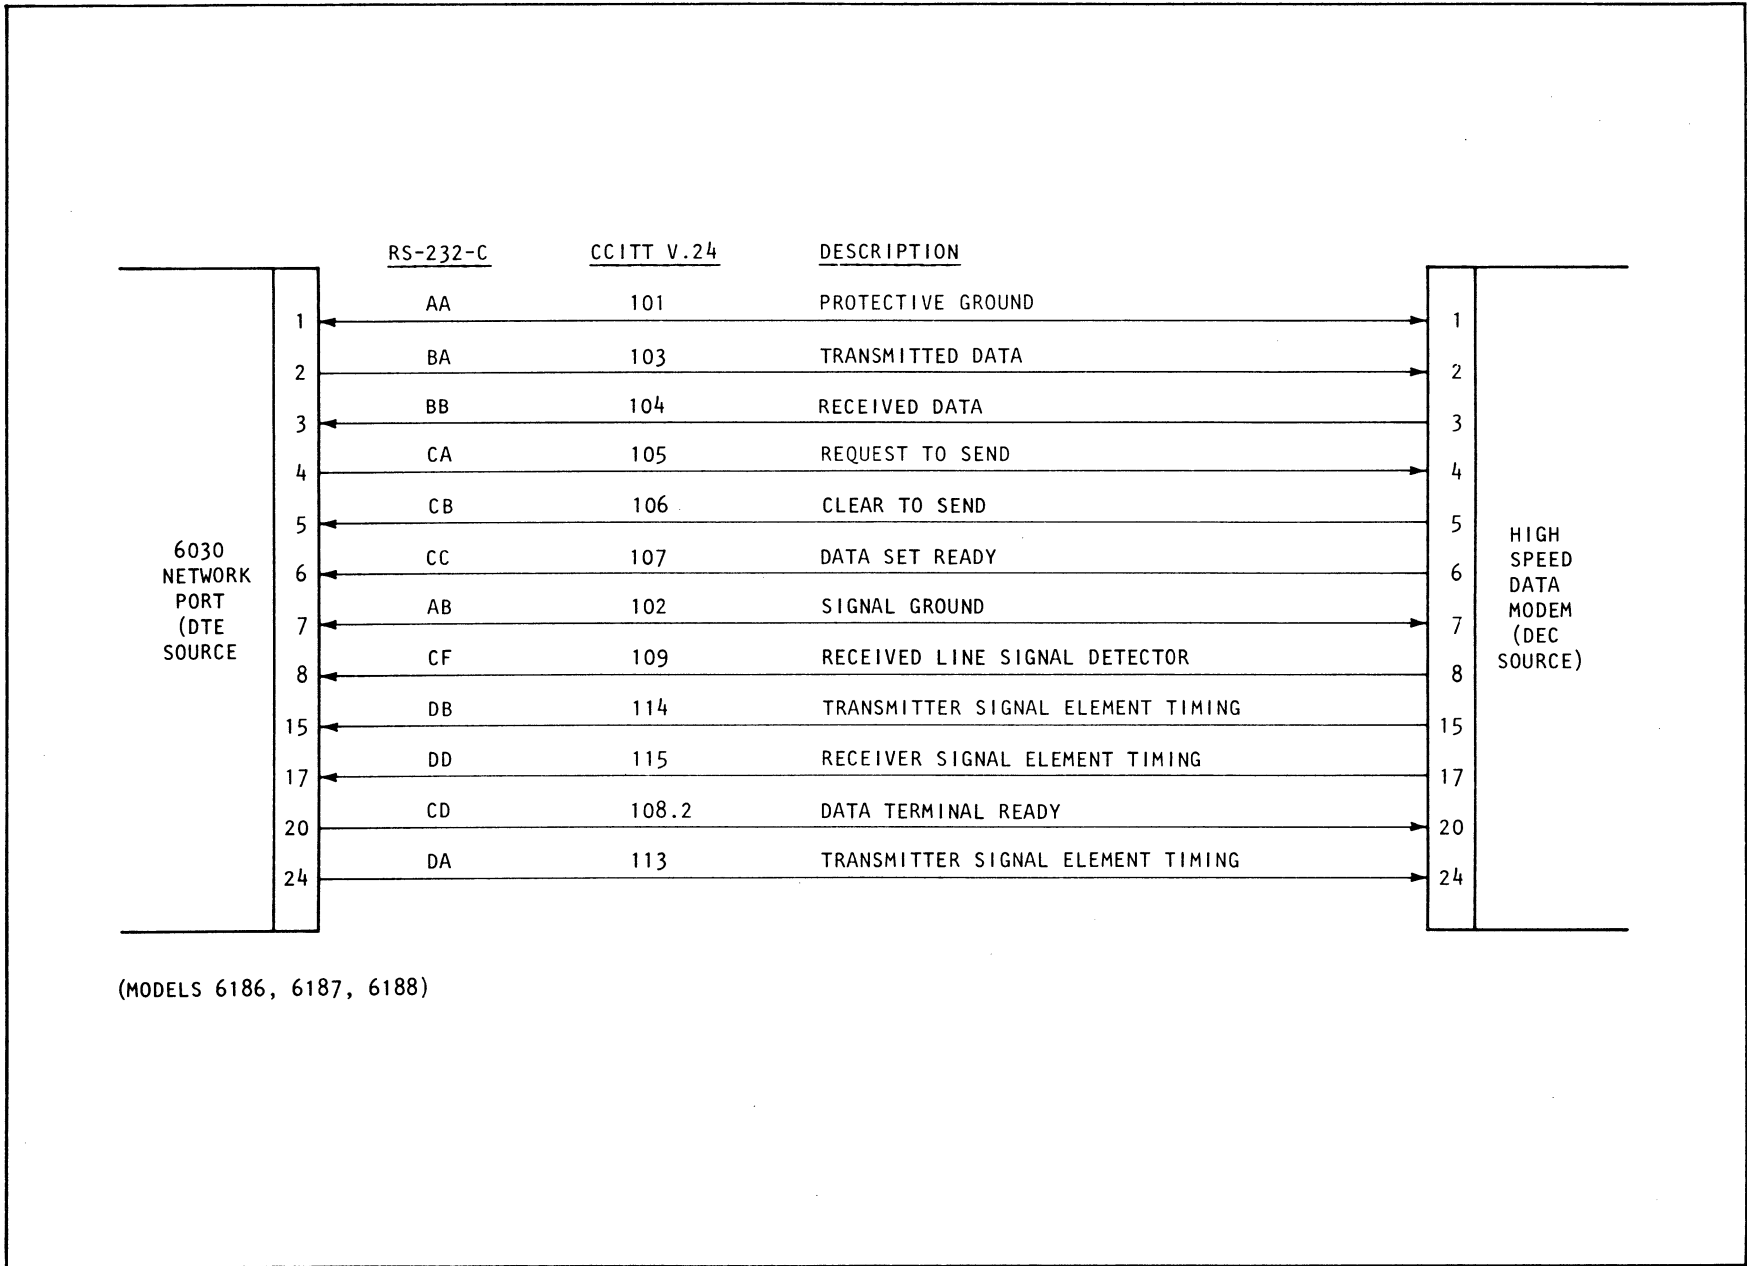 RS-232-C CCITT V.24 DESCRIPTION
AA 101 PROTECTIVE GROUND
1 1
BA 103 TRANSMITTED DATA
2 2
BB 104 RECEIVED DATA
3 3
CA 105 REQUEST TO SEND
4 4
CB 106 CLEAR TO SEND
5 5
CC 107 DATA SET READY
6 6
AB 102 SIGNAL GROUND
7 7
CF 109 RECEIVED LINE SIGNAL DETECTOR
8 8
DB 114 TRANSMITTER SIGNAL ELEMENT TIMING
15 15
DD 115 RECEIVER SIGNAL ELEMENT TIMING
17 17
CD 108.2 DATA TERMINAL READY
20 20
DA 113 TRANSMITTER SIGNAL ELEMENT TIMING
24 24
6030
NETWORK
PORT
(DTE
SOURCE
HIGH
SPEED
DATA
MODEM
(DEC
SOURCE)
(MODELS 6186, 6187, 6188)